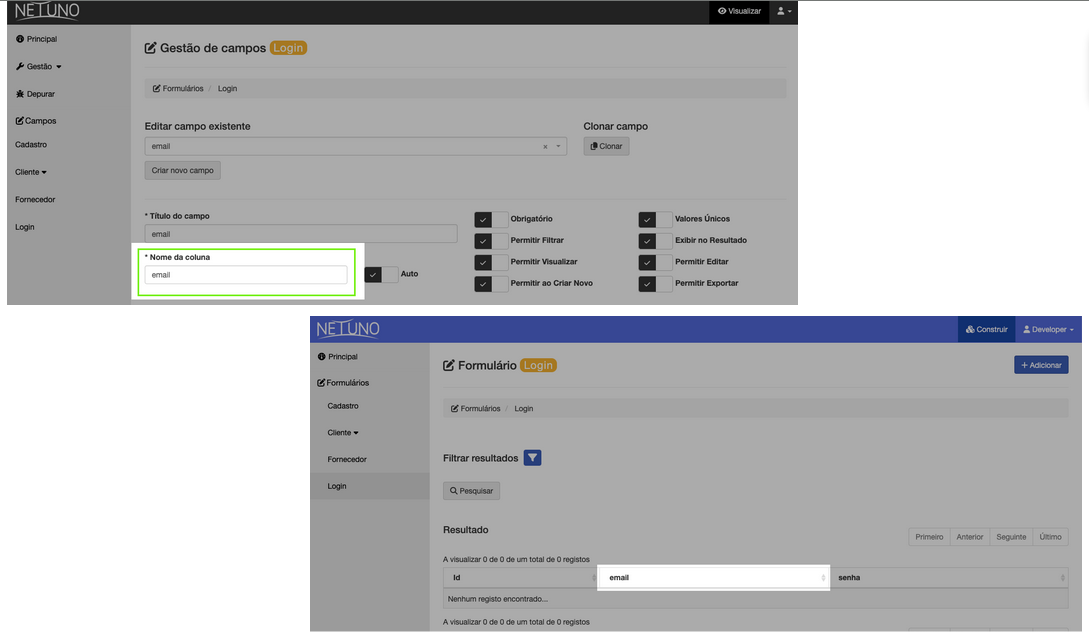 NETUNO
Visualizar
Principal
Gestão
Depurar
Campos
Cadastro
Cliente
Fornecedor
Login
Gestão de campos Login
Formulários / Login
Editar campo existente
email × 
Criar novo campo
Clonar campo
Clonar
* Título do campo
email
* Nome da coluna
email
Auto
Obrigatório
Permitir Filtrar
Permitir Visualizar
Permitir ao Criar Novo
Valores Únicos
Exibir no Resultado
Permitir Editar
Permitir Exportar
NETUNO
Construir
Developer
Principal
Formulários
Cadastro
Cliente
Fornecedor
Login
Formulário Login
+ Adicionar
Formulários / Login
Filtrar resultados
Pesquisar
Resultado
Primeiro Anterior Seguinte Último
A visualizar 0 de 0 de um total de 0 registos
Id email senha
Nenhum registo encontrado...
A visualizar 0 de 0 de um total de 0 registos